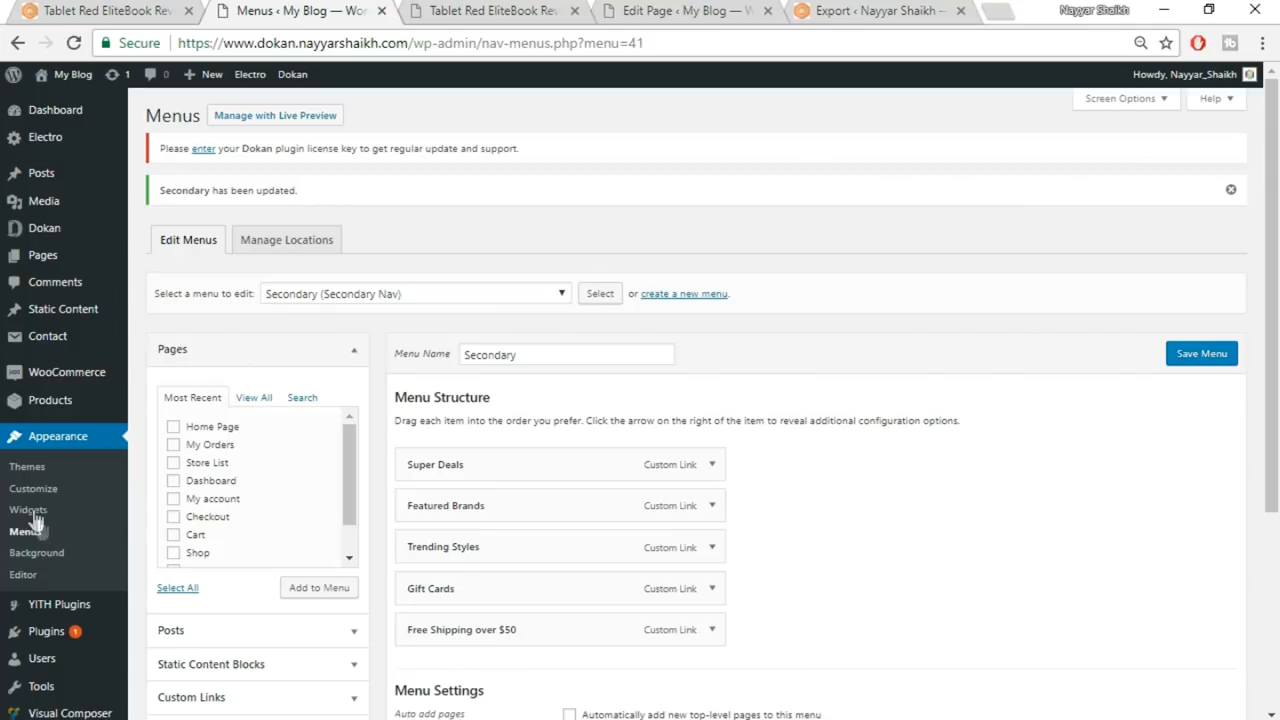 Tablet Red EliteBook Rev
Menus ‹ My Blog — Wor
Tablet Red EliteBook Rev
Edit Page ‹ My Blog — W
Export ‹ Nayyar Shaikh —
Nayyar Shaikh
Secure
https://www.dokan.nayyarshaikh.com/wp-admin/nav-menus.php?menu=41
My Blog
1
0
New
Electro
Dokan
Howdy, Nayyar_Shaikh
Dashboard
Electro
Posts
Media
Dokan
Pages
Comments
Static Content
Contact
WooCommerce
Products
Appearance
Themes
Customize
Widgets
Menus
Background
Editor
YITH Plugins
Plugins 1
Users
Tools
Visual Composer
Menus
Manage with Live Preview
Screen Options
Help
Please enter your Dokan plugin license key to get regular update and support.
Secondary has been updated.
Edit Menus
Manage Locations
Select a menu to edit:
Secondary (Secondary Nav)
Select
or create a new menu.
Pages
Most Recent
View All
Search
Home Page
My Orders
Store List
Dashboard
My account
Checkout
Cart
Shop
Select All
Add to Menu
Posts
Static Content Blocks
Custom Links
Menu Name
Secondary
Save Menu
Menu Structure
Drag each item into the order you prefer. Click the arrow on the right of the item to reveal additional configuration options.
Super Deals
Custom Link
Featured Brands
Custom Link
Trending Styles
Custom Link
Gift Cards
Custom Link
Free Shipping over $50
Custom Link
Menu Settings
Auto add pages
Automatically add new top-level pages to this menu